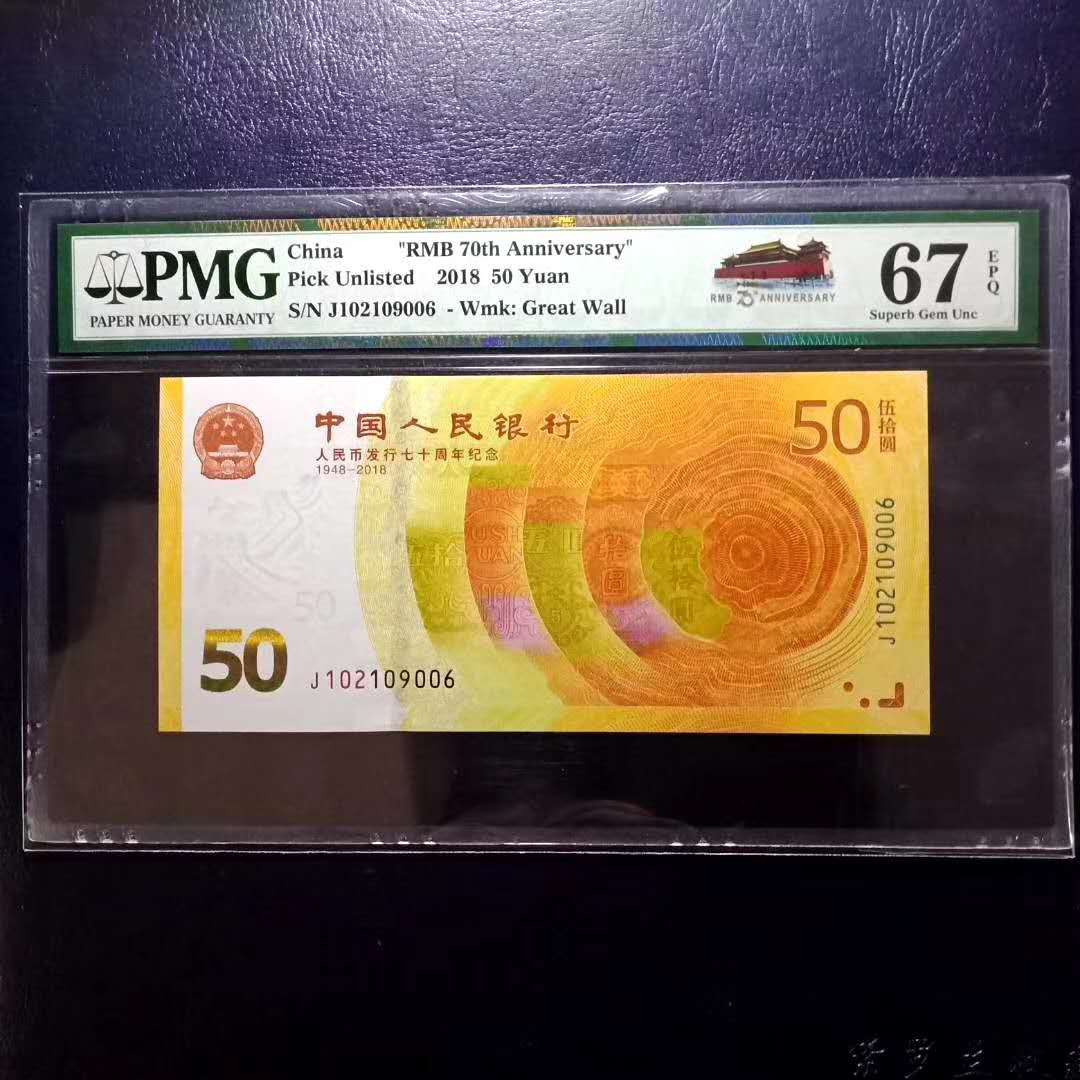 PMG
PAPER MONEY GUARANTY
China "RMB 70th Anniversary"
Pick Unlisted 2018 50 Yuan
S/N J102109006 - Wmk: Great Wall
RMB 70th ANNIVERSARY
67
EPQ
Superb Gem Unc
中国人民银行
人民币发行七十周年纪念
1948-2018
50
伍拾圆
J102109006
50
50
J102109006